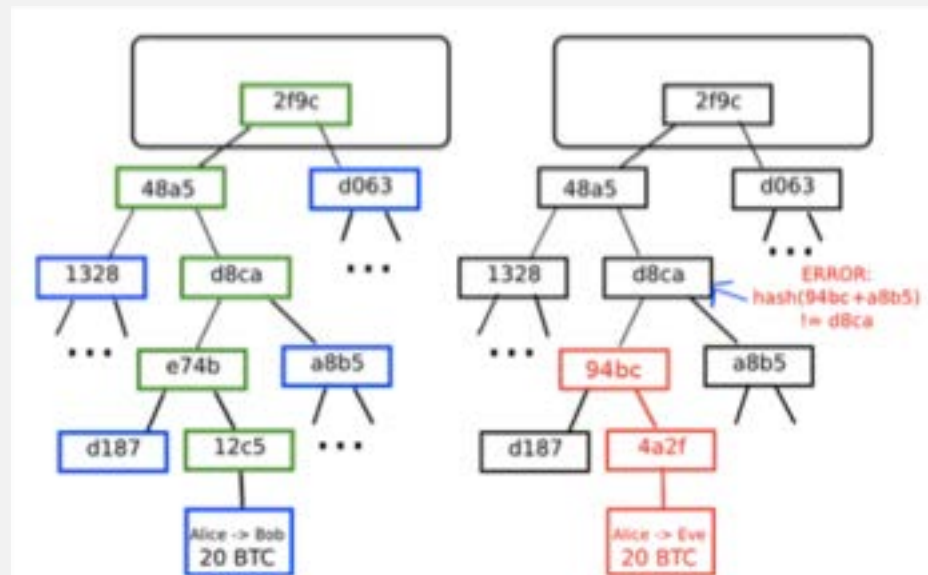 2f9c
48a5
d063
1328
d8ca
...
...
e74b
a8b5
d187
12c5
...
Alice -> Bob
20 BTC
2f9c
48a5
d063
...
1328
d8ca
ERROR:
hash(94bc+a8b5)
!= d8ca
...
94bc
a8b5
d187
4a2f
Alice -> Eve
20 BTC